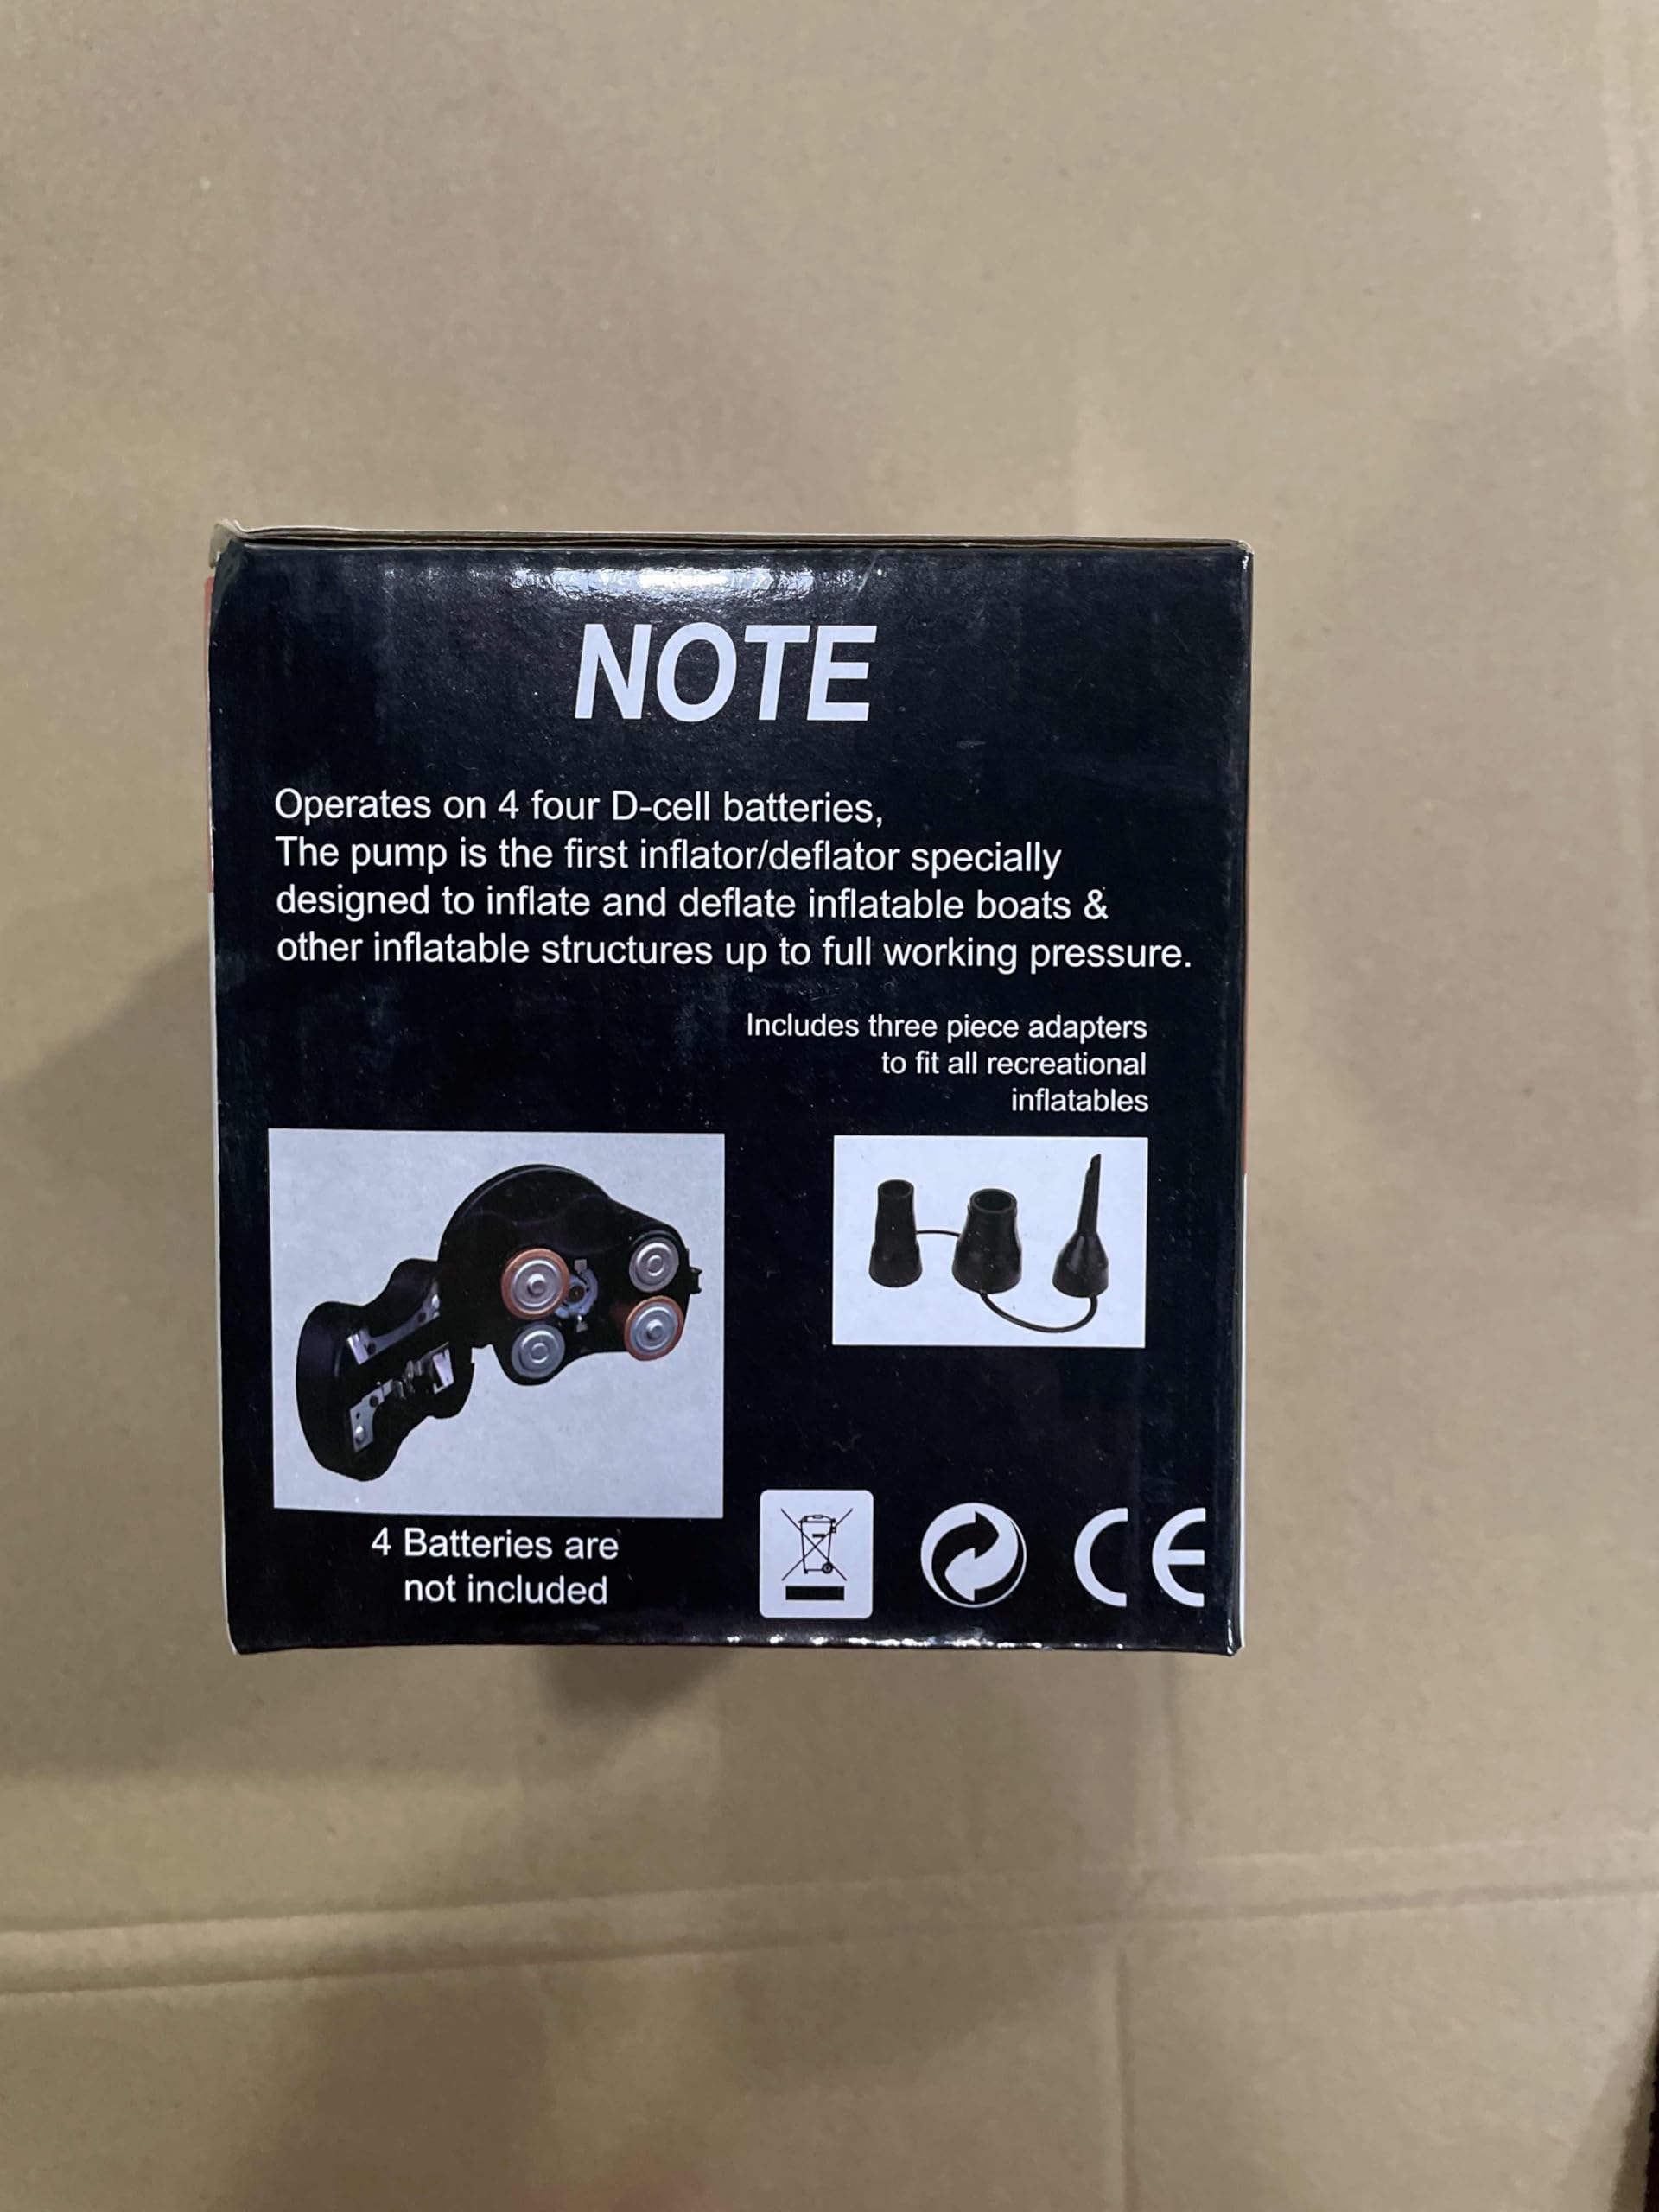 NOTE
Operates on 4 four D-cell batteries,
The pump is the first inflator/deflator specially
designed to inflate and deflate inflatable boats &
other inflatable structures up to full working pressure.
Includes three piece adapters
to fit all recreational
inflatables
4 Batteries are
not included
CE